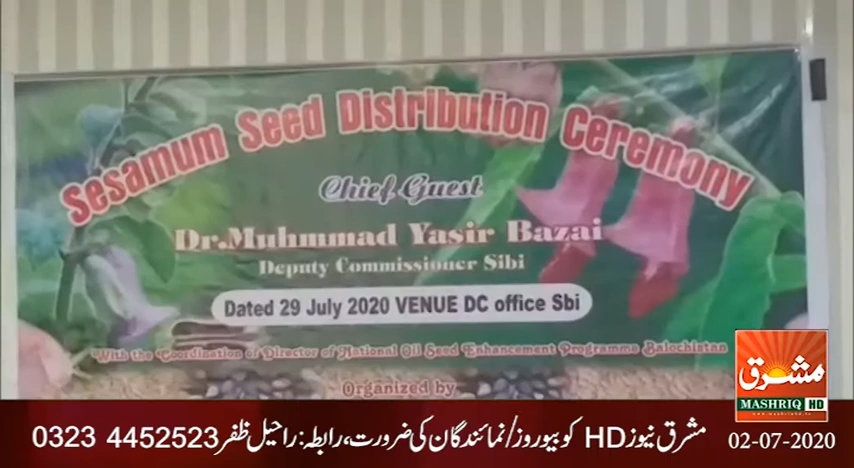 Sesamum Seed Distribution Ceremony
Chief Guest
Dr.Muhmmad Yasir Bazai
Deputy Commissioner Sibi
Dated 29 July 2020 VENUE DC office Sbi
With the Coordination of Director of National Oil Seed Enhancement Programme Balochistan
Organized by
مشرق
MASHRIQ HD
مشرق نیوز HD کو بیوروز/نمائندگان کی ضرورت، رابطہ: راحیل ظفر 0323 4452523
02-07-2020